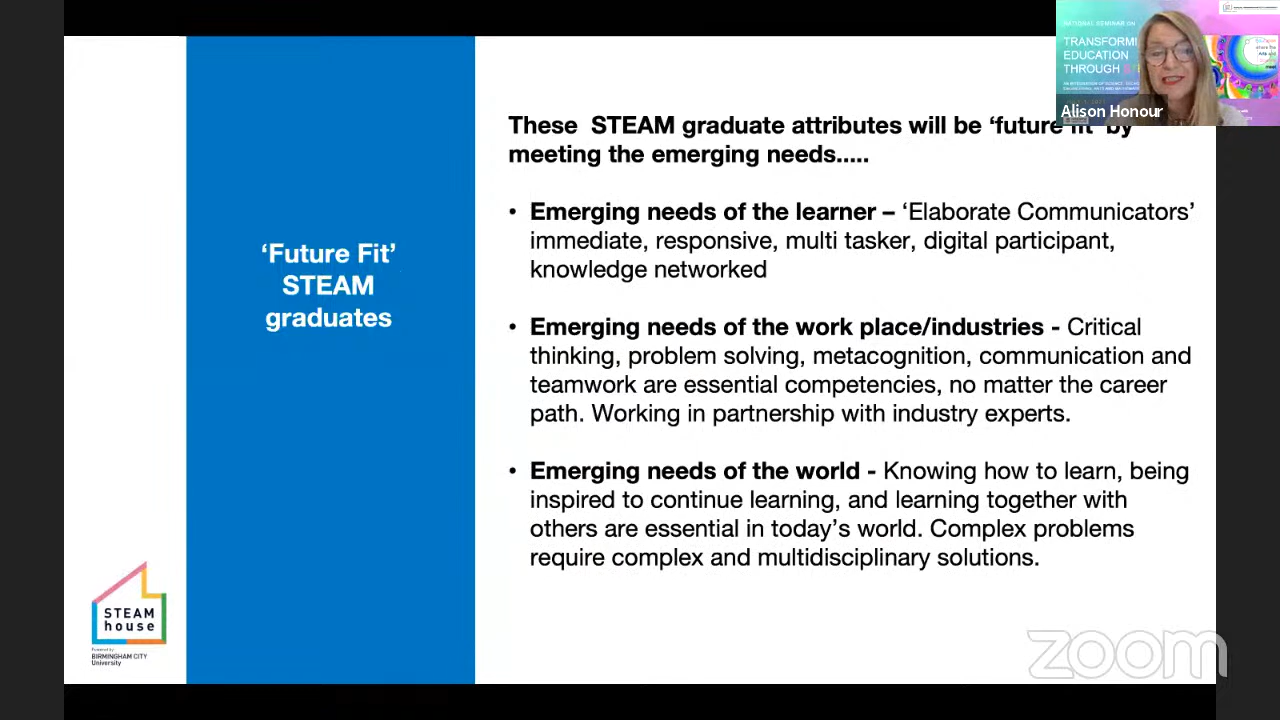 NATIONAL SEMINAR ON
TRANSFORMI
EDUCATION
THROUGH
Alison Honour
These  STEAM graduate attributes will be ‘future fit’ by
meeting the emerging needs.....
‘Future Fit’
STEAM
graduates
• Emerging needs of the learner – ‘Elaborate Communicators’
immediate, responsive, multi tasker, digital participant,
knowledge networked
• Emerging needs of the work place/industries - Critical
thinking, problem solving, metacognition, communication and
teamwork are essential competencies, no matter the career
path. Working in partnership with industry experts.
• Emerging needs of the world - Knowing how to learn, being
inspired to continue learning, and learning together with
others are essential in today’s world. Complex problems
require complex and multidisciplinary solutions.
STEAM
house
Powered by
BIRMINGHAM CITY
University
zoom